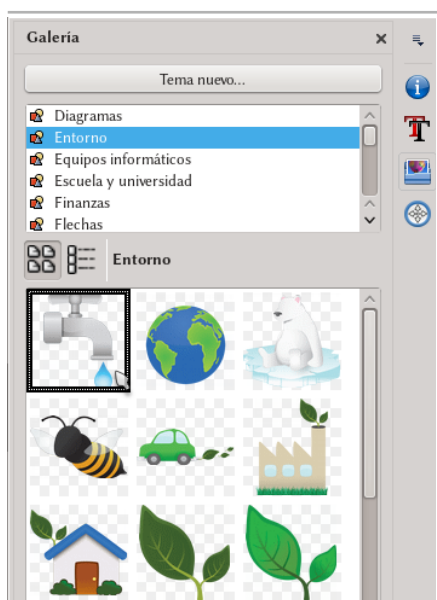 Galería
Tema nuevo...
Diagramas
Entorno
Equipos informáticos
Escuela y universidad
Finanzas
Flechas
Entorno